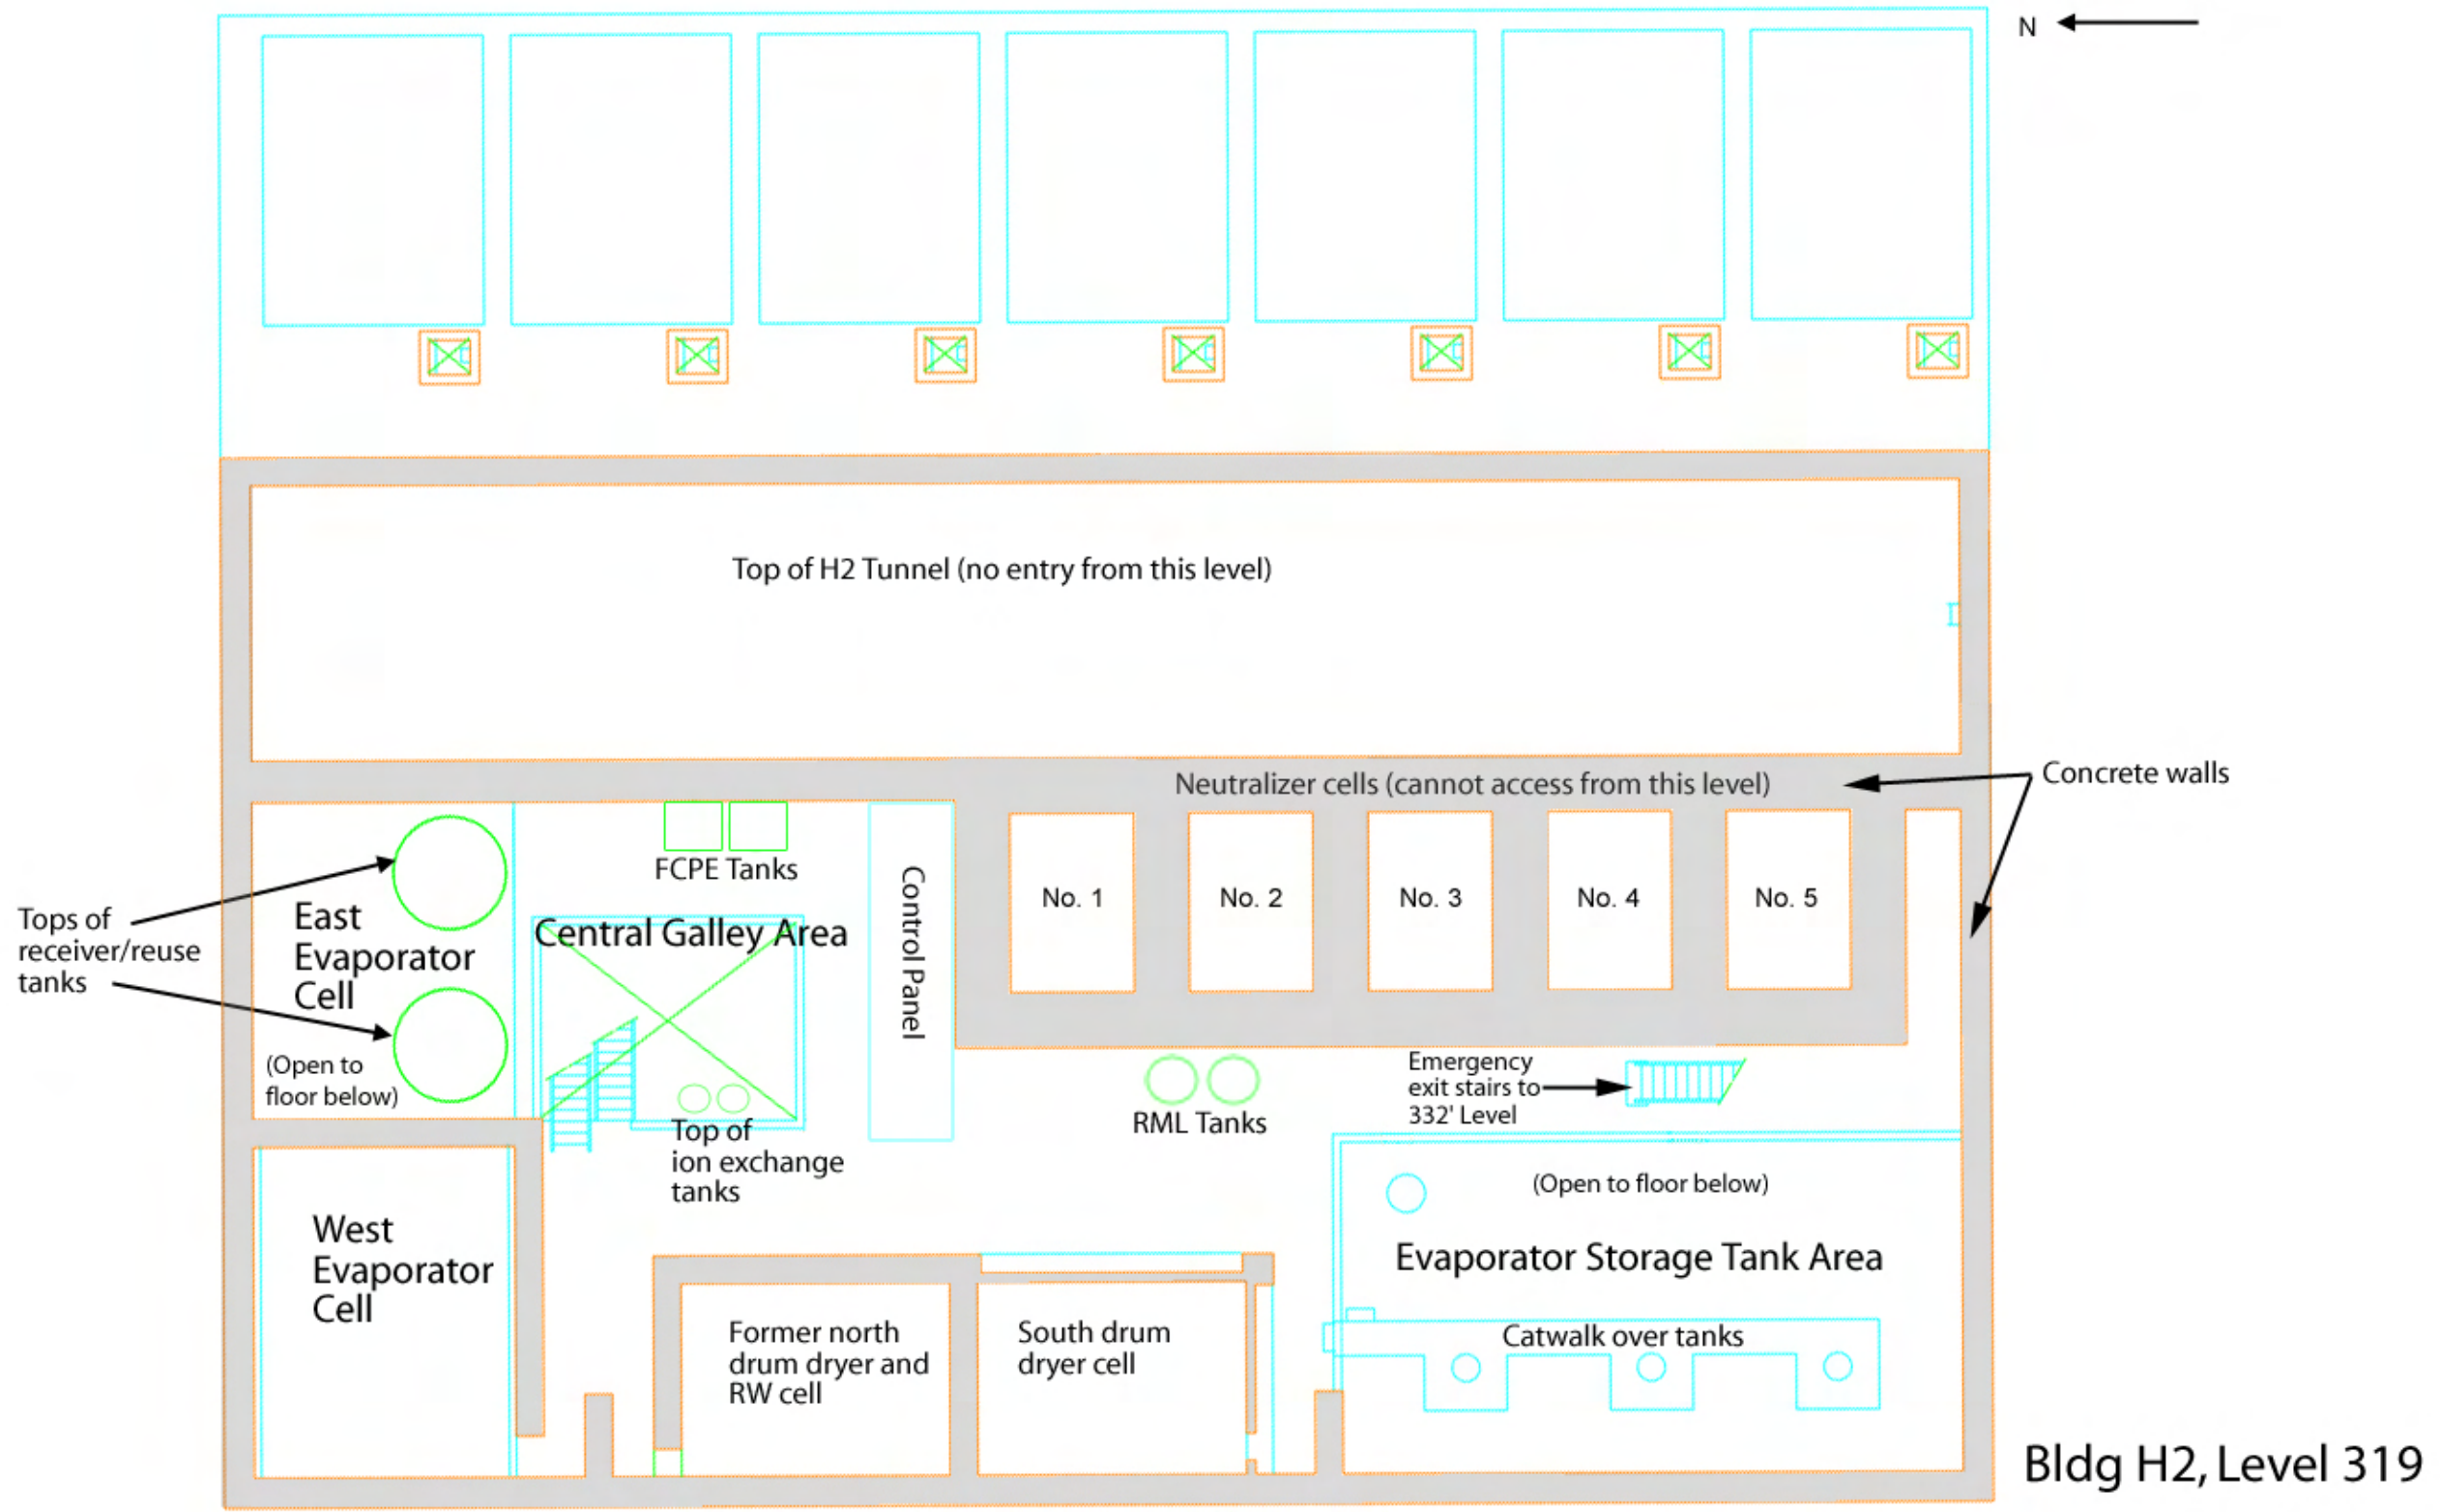 N
Top of H2 Tunnel (no entry from this level)
Neutralizer cells (cannot access from this level)
Concrete walls
FCPE Tanks
Control Panel
No. 1
No. 2
No. 3
No. 4
No. 5
Tops of
receiver/reuse
tanks
East
Evaporator
Cell
(Open to
floor below)
Central Galley Area
Top of
ion exchange
tanks
RML Tanks
Emergency
exit stairs to
332' Level
(Open to floor below)
Evaporator Storage Tank Area
Catwalk over tanks
West
Evaporator
Cell
Former north
drum dryer and
RW cell
South drum
dryer cell
Bldg H2, Level 319